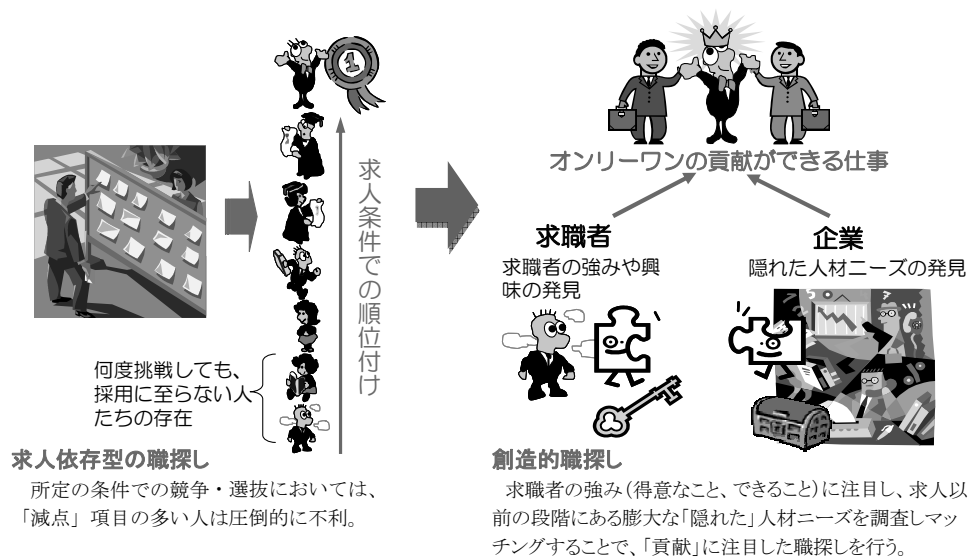 1
求人条件での順位付け
何度挑戦しても、
採用に至らない人
たちの存在
求人依存型の職探し
所定の条件での競争・選抜においては、
「減点」項目の多い人は圧倒的に不利。
オンリーワンの貢献ができる仕事
求職者
求職者の強みや興
味の発見
企業
隠れた人材ニーズの発見
創造的職探し
求職者の強み(得意なこと、できること)に注目し、求人以
前の段階にある膨大な「隠れた」人材ニーズを調査しマッ
チングすることで、「貢献」に注目した職探しを行う。